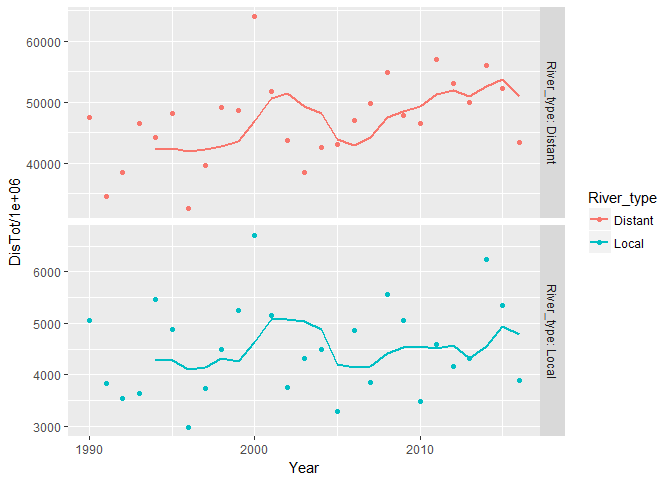 60000
50000
40000
River_type: Distant
DisTot/1e+06
6000
5000
4000
3000
River_type: Local
1990
2000
2010
Year
River_type
Distant
Local